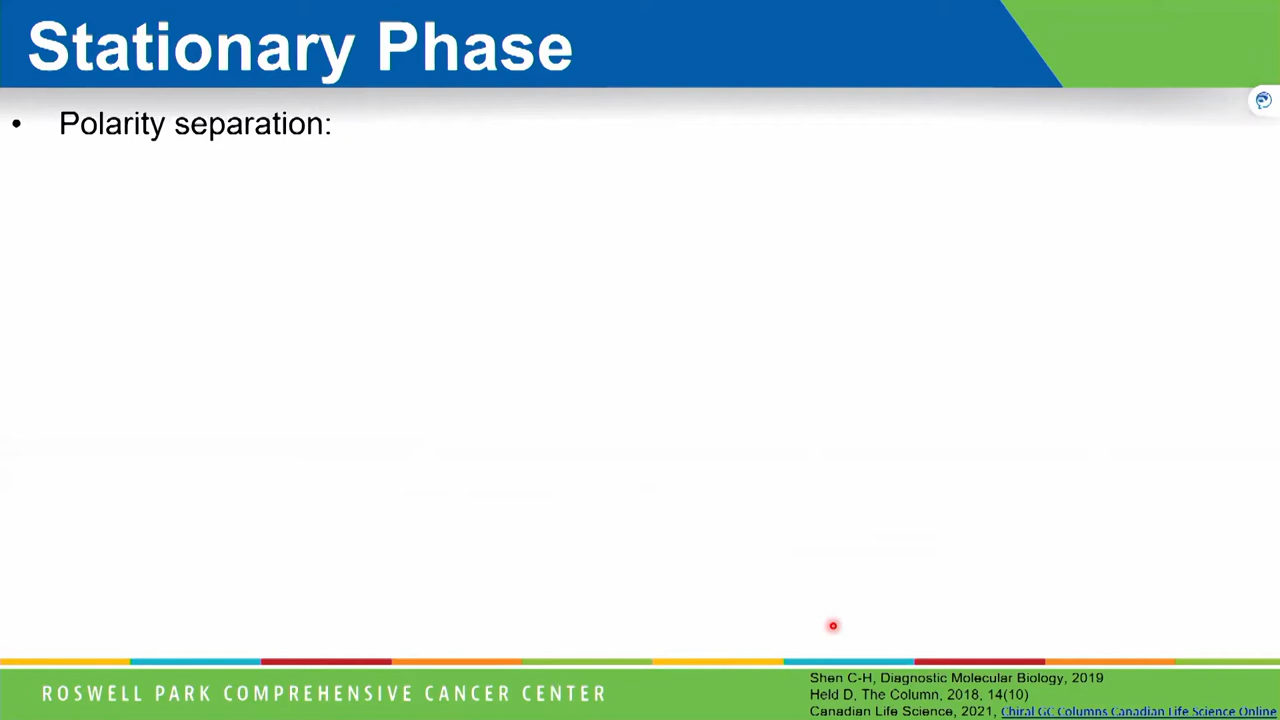 Stationary Phase
• Polarity separation:
ROSWELL PARK COMPREHENSIVE CANCER CENTER
Shen C-H, Diagnostic Molecular Biology, 2019
Held D, The Column, 2018, 14(10)
Canadian Life Science, 2021, Chiral GC Columns Canadian Life Science Online